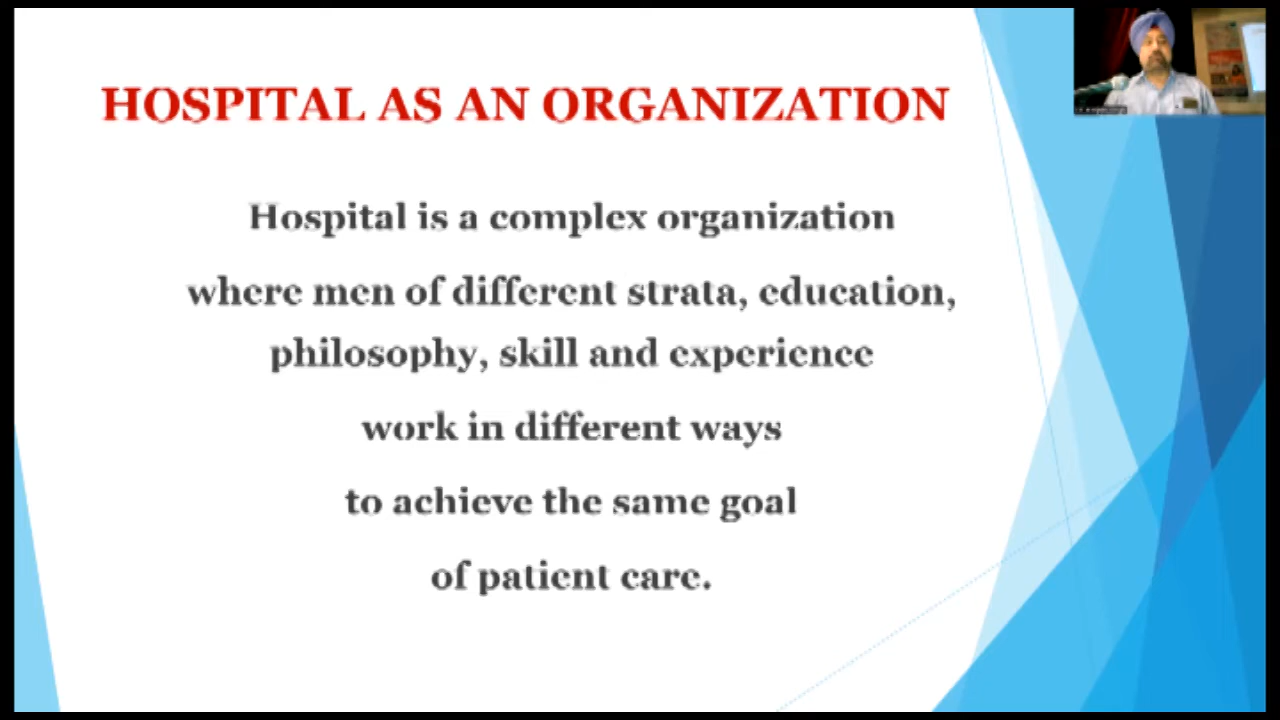 HOSPITAL AS AN ORGANIZATION
Hospital is a complex organization
where men of different strata, education,
philosophy, skill and experience
work in different ways
to achieve the same goal
of patient care.